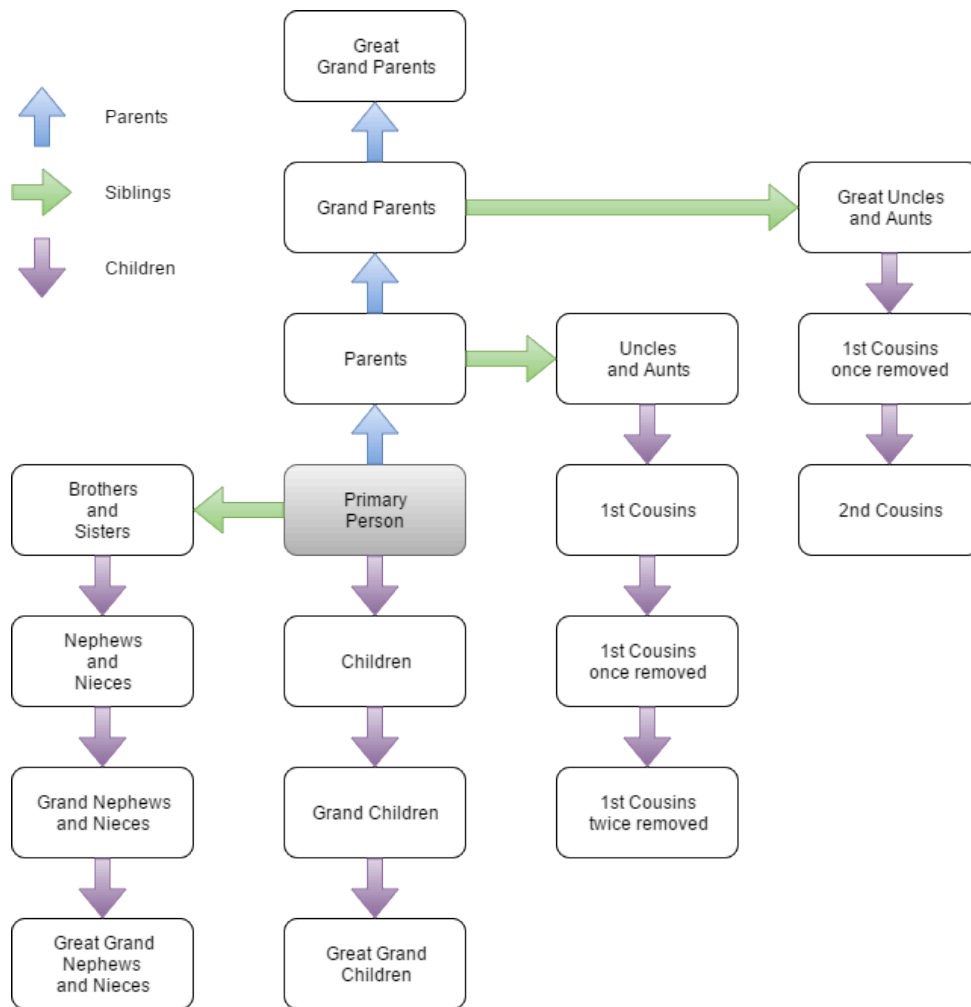 Great
Grand Parents
Parents
Siblings
Children
Grand Parents
Great Uncles
and Aunts
Parents
Uncles
and Aunts
1st Cousins
once removed
Brothers
and
Sisters
Primary
Person
1st Cousins
2nd Cousins
Nephews
and
Nieces
Children
1st Cousins
once removed
Grand Nephews
and Nieces
Grand Children
1st Cousins
twice removed
Great Grand
Nephews
and Nieces
Great Grand
Children